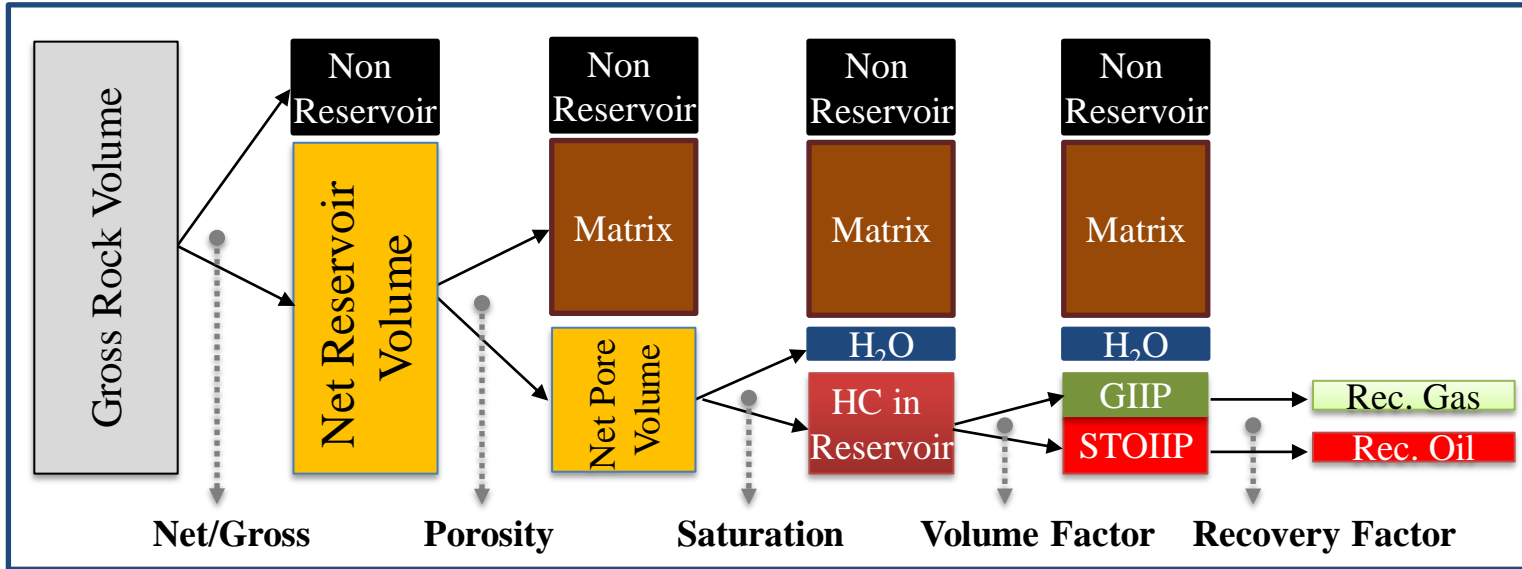 Gross Rock Volume
Non
Reservoir
Net Reservoir
Volume
Non
Reservoir
Matrix
Net Pore
Volume
Non
Reservoir
Matrix
H₂O
HC in
Reservoir
Non
Reservoir
Matrix
H₂O
GIIP
STOIIP
Rec. Gas
Rec. Oil
Net/Gross
Porosity
Saturation
Volume Factor
Recovery Factor